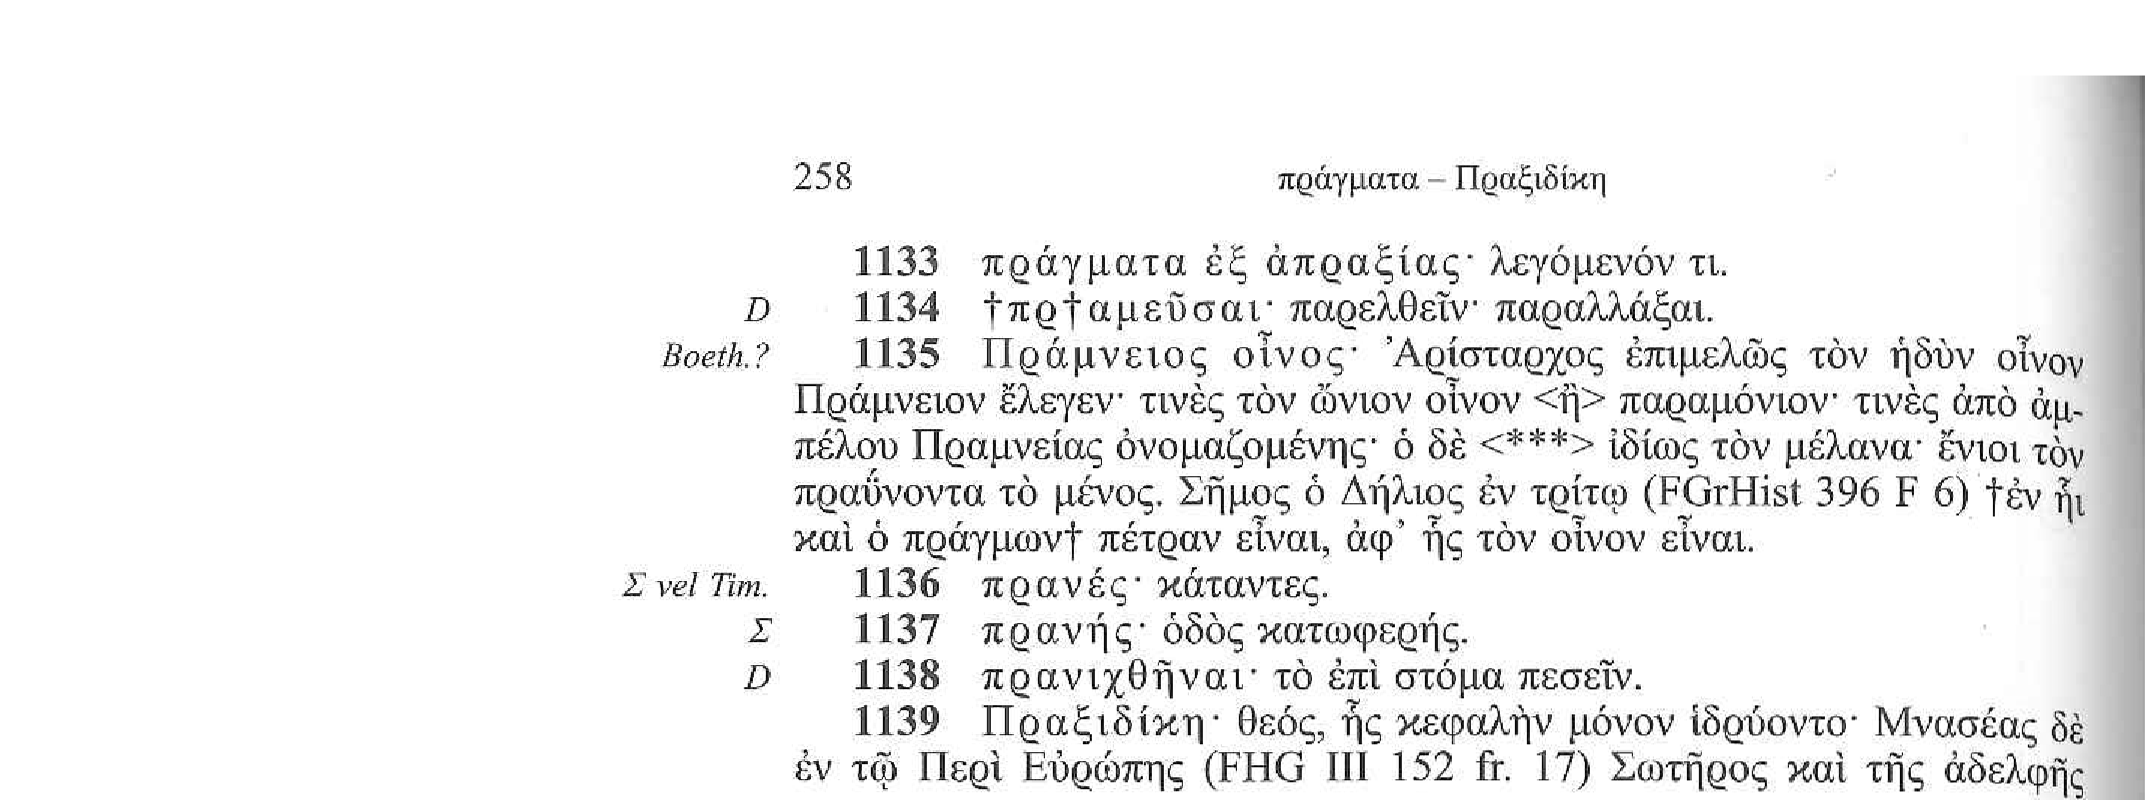 258 πράγματα – Πραξιδίκη
1133 πράγματα ἐξ ἀπραξίας· λεγόμενόν τι.
D 1134 †πρ†αμεῦσαι· παρελθεῖν· παραλλάξαι.
Boeth.? 1135 Πράμνειος οἶνος· Ἀρίσταρχος ἐπιμελῶς τὸν ἡδὺν οἶνον
Πράμνειον ἔλεγεν· τινὲς τὸν ὤνιον οἶνον <ἢ> παραμόνιον· τινὲς ἀπὸ ἀμ-
πέλου Πραμνείας ὀνομαζομένης· ὁ δὲ <***> ἰδίως τὸν μέλανα· ἔνιοι τὸν
πραΰνοντα τὸ μένος. Σῆμος ὁ Δήλιος ἐν τρίτῳ (FGrHist 396 F 6) †ἐν ἧι
καὶ ὁ πράγμων† πέτραν εἶναι, ἀφ’ ἧς τὸν οἶνον εἶναι.
Σ vel Tim. 1136 πρανές· κάταντες.
Σ 1137 πρανής· ὁδὸς κατωφερής.
D 1138 πρανιχθῆναι· τὸ ἐπὶ στόμα πεσεῖν.
1139 Πραξιδίκη· θεός, ἧς κεφαλὴν μόνον ἱδρύοντο· Μνασέας δὲ
ἐν τῷ Περὶ Εὐρώπης (FHG III 152 fr. 17) Σωτῆρος καὶ τῆς ἀδελφῆς